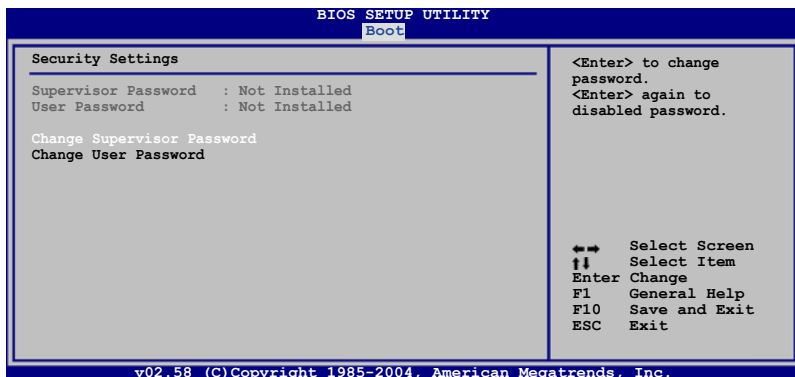 BIOS SETUP UTILITY
Boot
Security Settings
Supervisor Password : Not Installed
User Password : Not Installed
Change Supervisor Password
Change User Password
<Enter> to change
password.
<Enter> again to
disabled password.
←→ Select Screen
↑↓ Select Item
Enter Change
F1 General Help
F10 Save and Exit
ESC Exit
v02.58 (C)Copyright 1985-2004, American Megatrends, Inc.